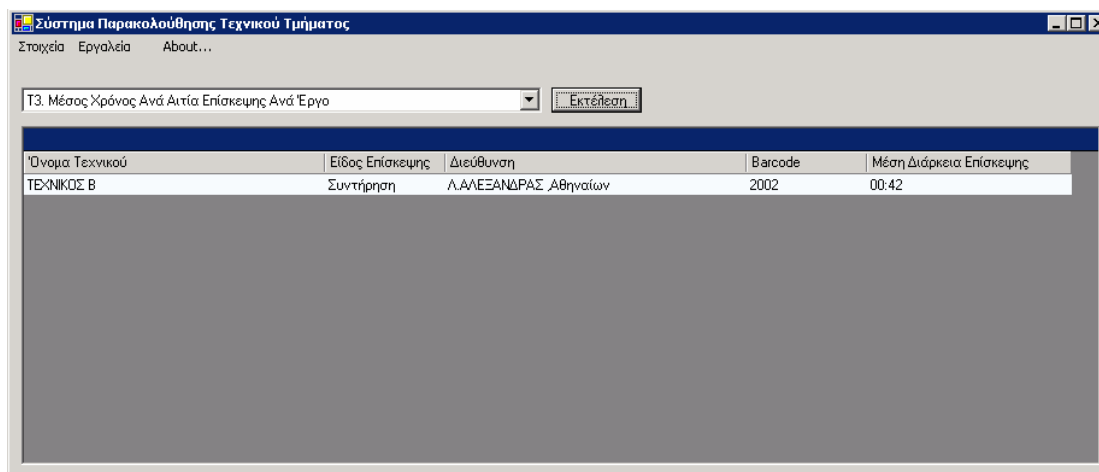 Σύστημα Παρακολούθησης Τεχνικού Τμήματος
Στοιχεία Εργαλεία About...
Τ3. Μέσος Χρόνος Ανά Αιτία Επίσκεψης Ανά Έργο Εκτέλεση
Όνομα Τεχνικού Είδος Επίσκεψης Διεύθυνση Barcode Μέση Διάρκεια Επίσκεψης
ΤΕΧΝΙΚΟΣ Β Συντήρηση Λ.ΑΛΕΞΑΝΔΡΑΣ ,Αθηναίων 2002 00:42